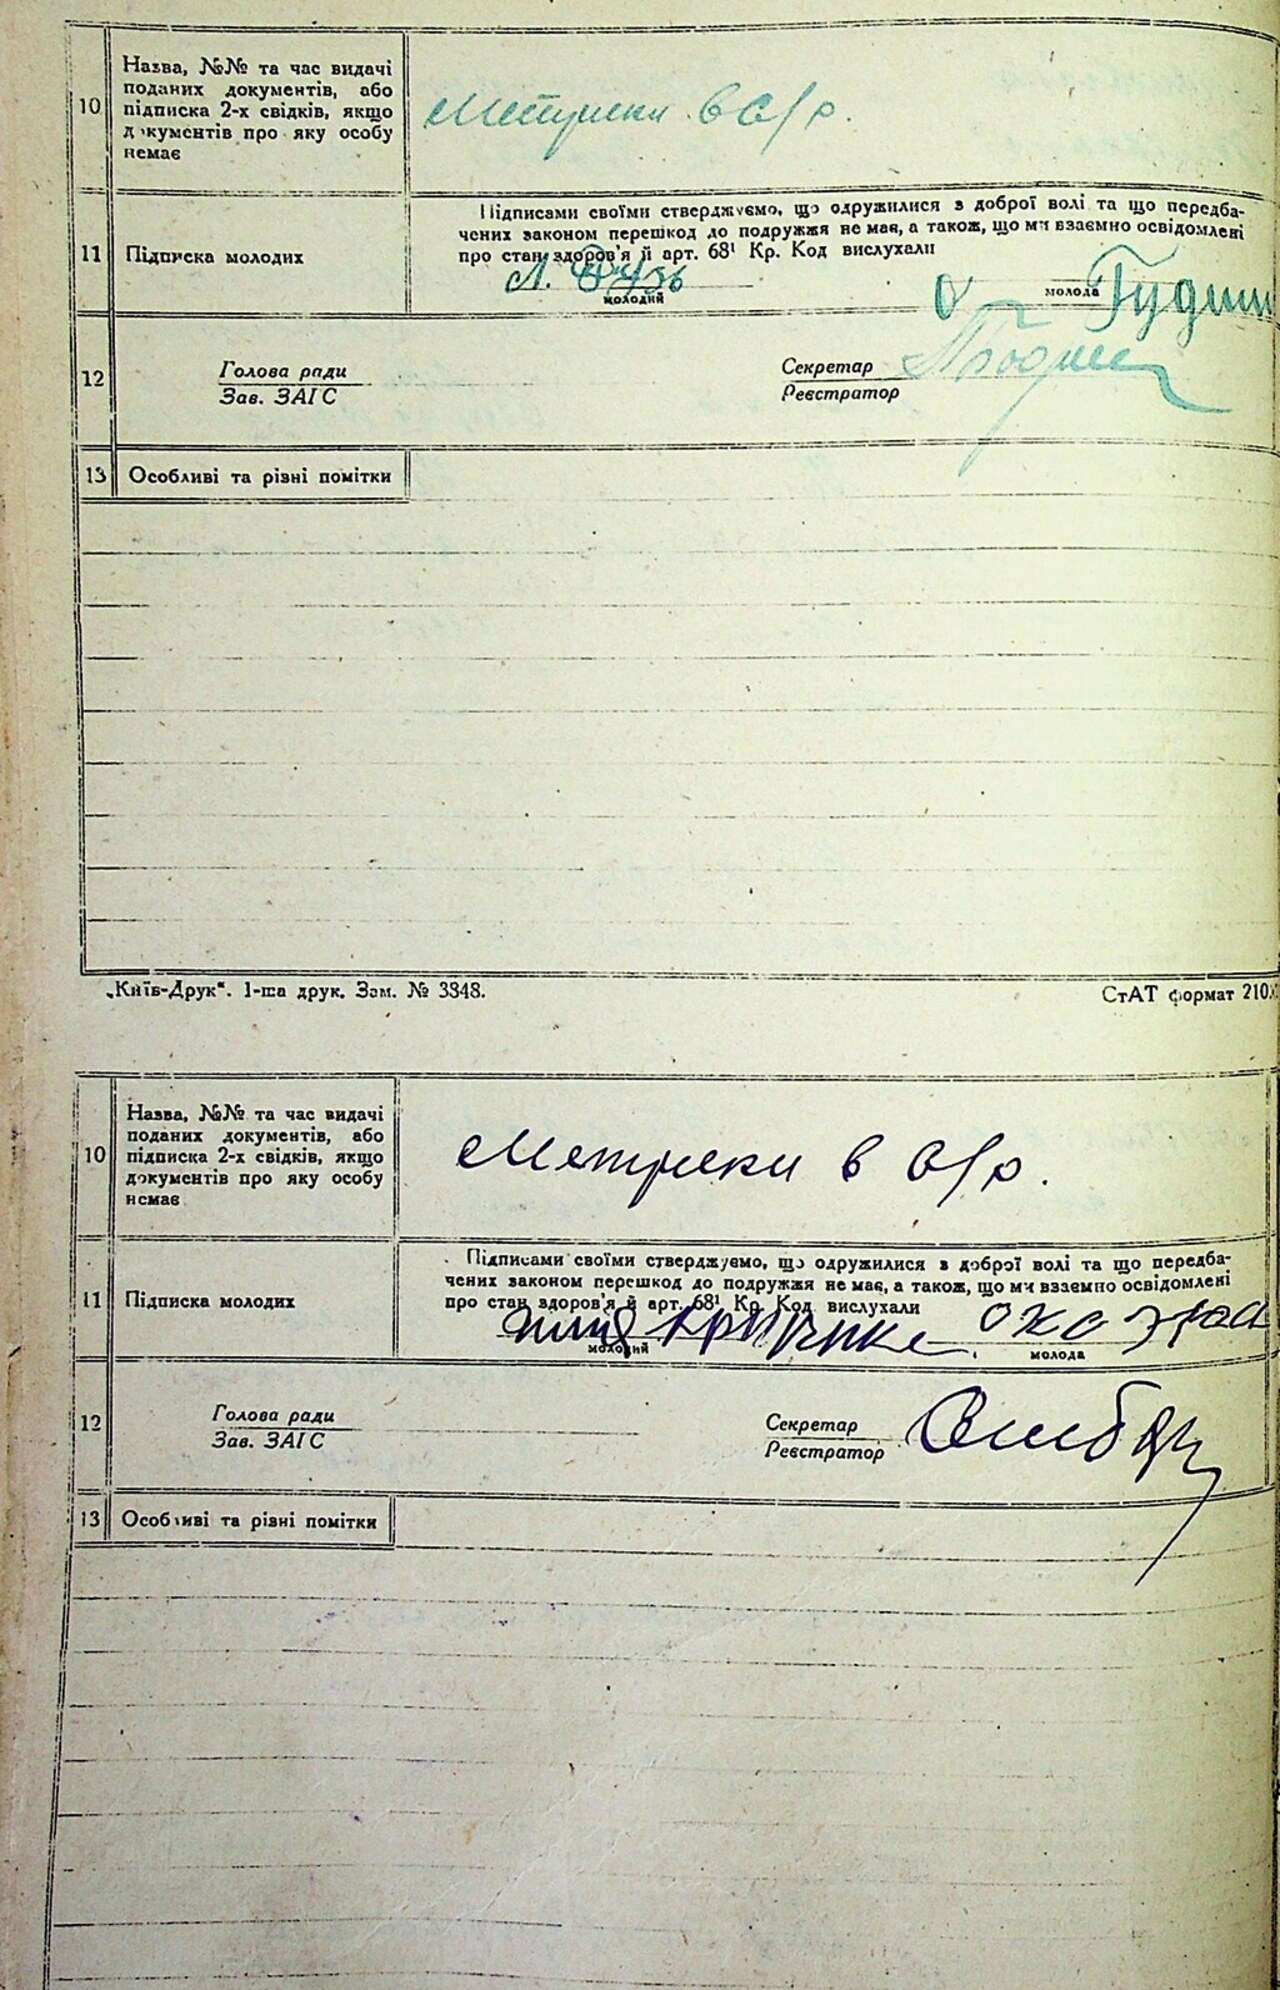 10
Назва, №№ та час видачі
поданих документів, або
підписка 2-х свідків, якщо
документів про яку особу
немає
Метрики в с/р.
11
Підписка молодих
Підписами своїми стверджуємо, що одружилися з доброї волі та що передба-
чених законом перешкод до подружжя не має, а також, що ми взаємно освідомлені
про стан здоров'я й арт. 68¹ Кр. Код вислухали
молодий
молода
12
Голова ради
Зав. ЗАГС
Секретар
Реєстратор
13
Особливі та різні помітки
„Київ-Друк“. 1-ша друк. Зам. № 3348.
СтАТ формат 210
10
Назва, №№ та час видачі
поданих документів, або
підписка 2-х свідків, якщо
документів про яку особу
немає
Метрики в с/р.
11
Підписка молодих
Підписами своїми стверджуємо, що одружилися з доброї волі та що передба-
чених законом перешкод до подружжя не має, а також, що ми взаємно освідомлені
про стан здоров'я й арт. 68¹ Кр. Код вислухали
молодий
молода
12
Голова ради
Зав. ЗАГС
Секретар
Реєстратор
13
Особливі та різні помітки